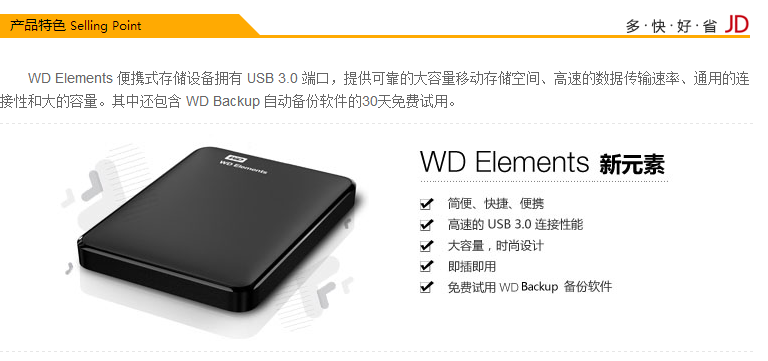 产品特色 Selling Point
多·快·好·省 JD
WD Elements 便携式存储设备拥有 USB 3.0 端口，提供可靠的大容量移动存储空间、高速的数据传输速率、通用的连
接性和大的容量。其中还包含 WD Backup 自动备份软件的30天免费试用。
WD
WD Elements
WD Elements 新元素
简便、快捷、便携
高速的 USB 3.0 连接性能
大容量，时尚设计
即插即用
免费试用 WD Backup 备份软件